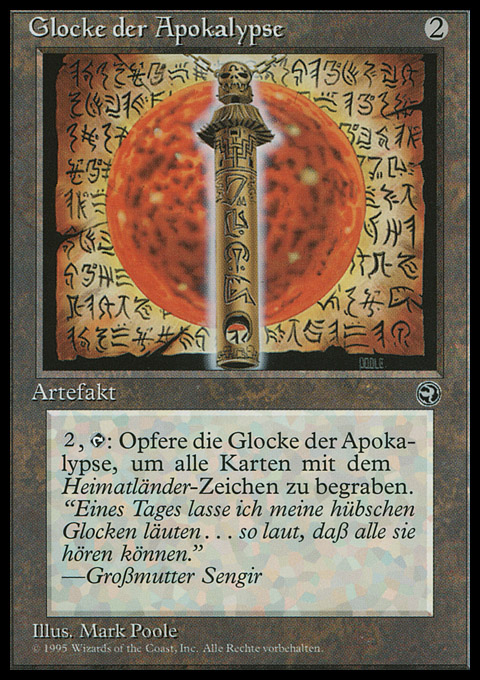 Glocke der Apokalypse 2
POOLE
Artefakt
2, : Opfere die Glocke der Apoka-
lypse, um alle Karten mit dem
Heimatländer-Zeichen zu begraben.
“Eines Tages lasse ich meine hübschen
Glocken läuten . . . so laut, daß alle sie
hören können.”
—Großmutter Sengir
Illus. Mark Poole
© 1995 Wizards of the Coast, Inc. Alle Rechte vorbehalten.